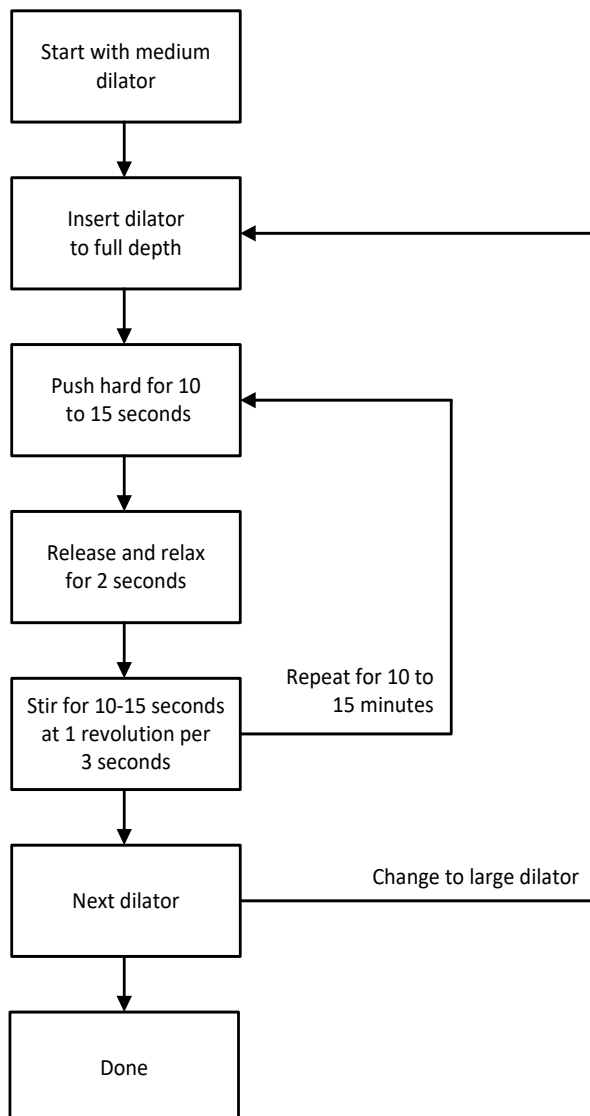 Start with medium
dilator
Insert dilator
to full depth
Push hard for 10
to 15 seconds
Release and relax
for 2 seconds
Stir for 10-15 seconds
at 1 revolution per
3 seconds
Repeat for 10 to
15 minutes
Next dilator
Change to large dilator
Done